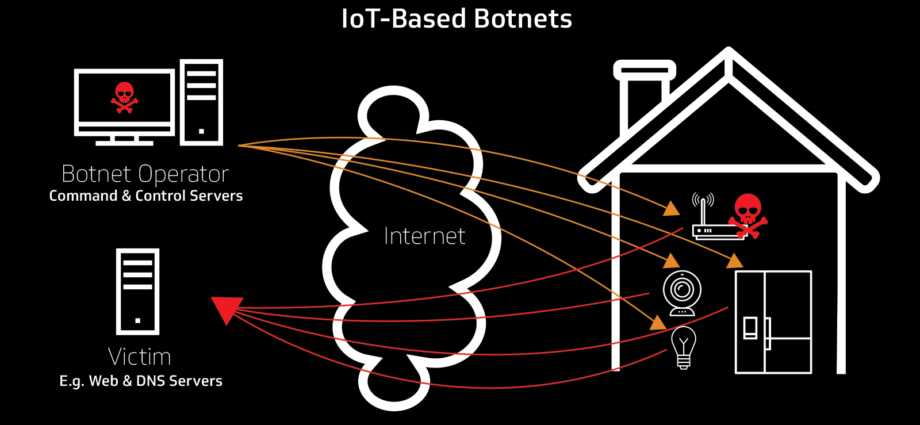 IoT-Based Botnets
Botnet Operator
Command & Control Servers
Internet
Victim
E.g. Web & DNS Servers